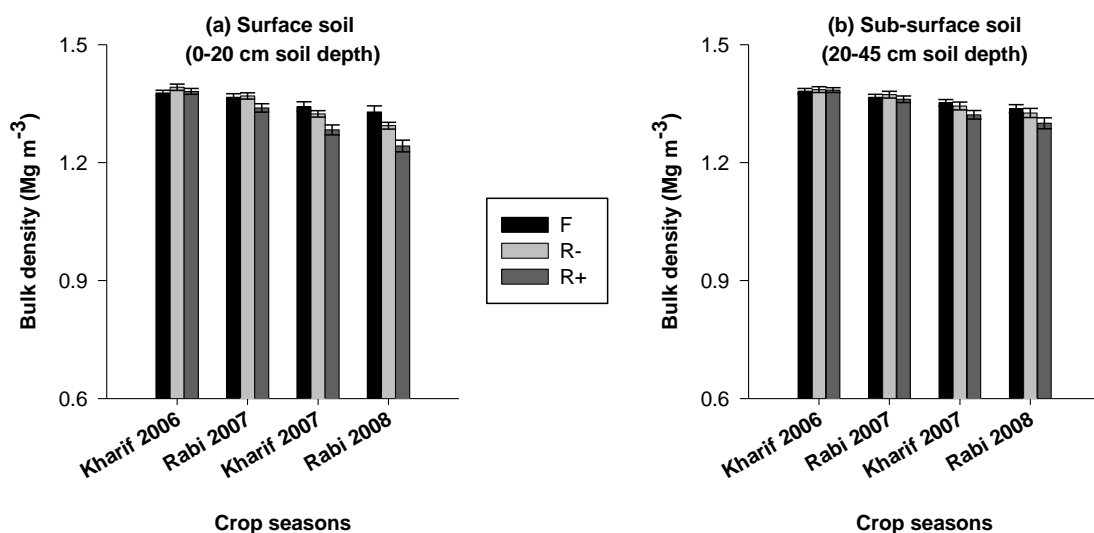 (a) Surface soil
(0-20 cm soil depth)
Bulk density (Mg m⁻³)
1.5
1.2
0.9
0.6
Kharif 2006
Rabi 2007
Kharif 2007
Rabi 2008
Crop seasons
F
R-
R+
(b) Sub-surface soil
(20-45 cm soil depth)
Bulk density (Mg m⁻³)
1.5
1.2
0.9
0.6
Kharif 2006
Rabi 2007
Kharif 2007
Rabi 2008
Crop seasons